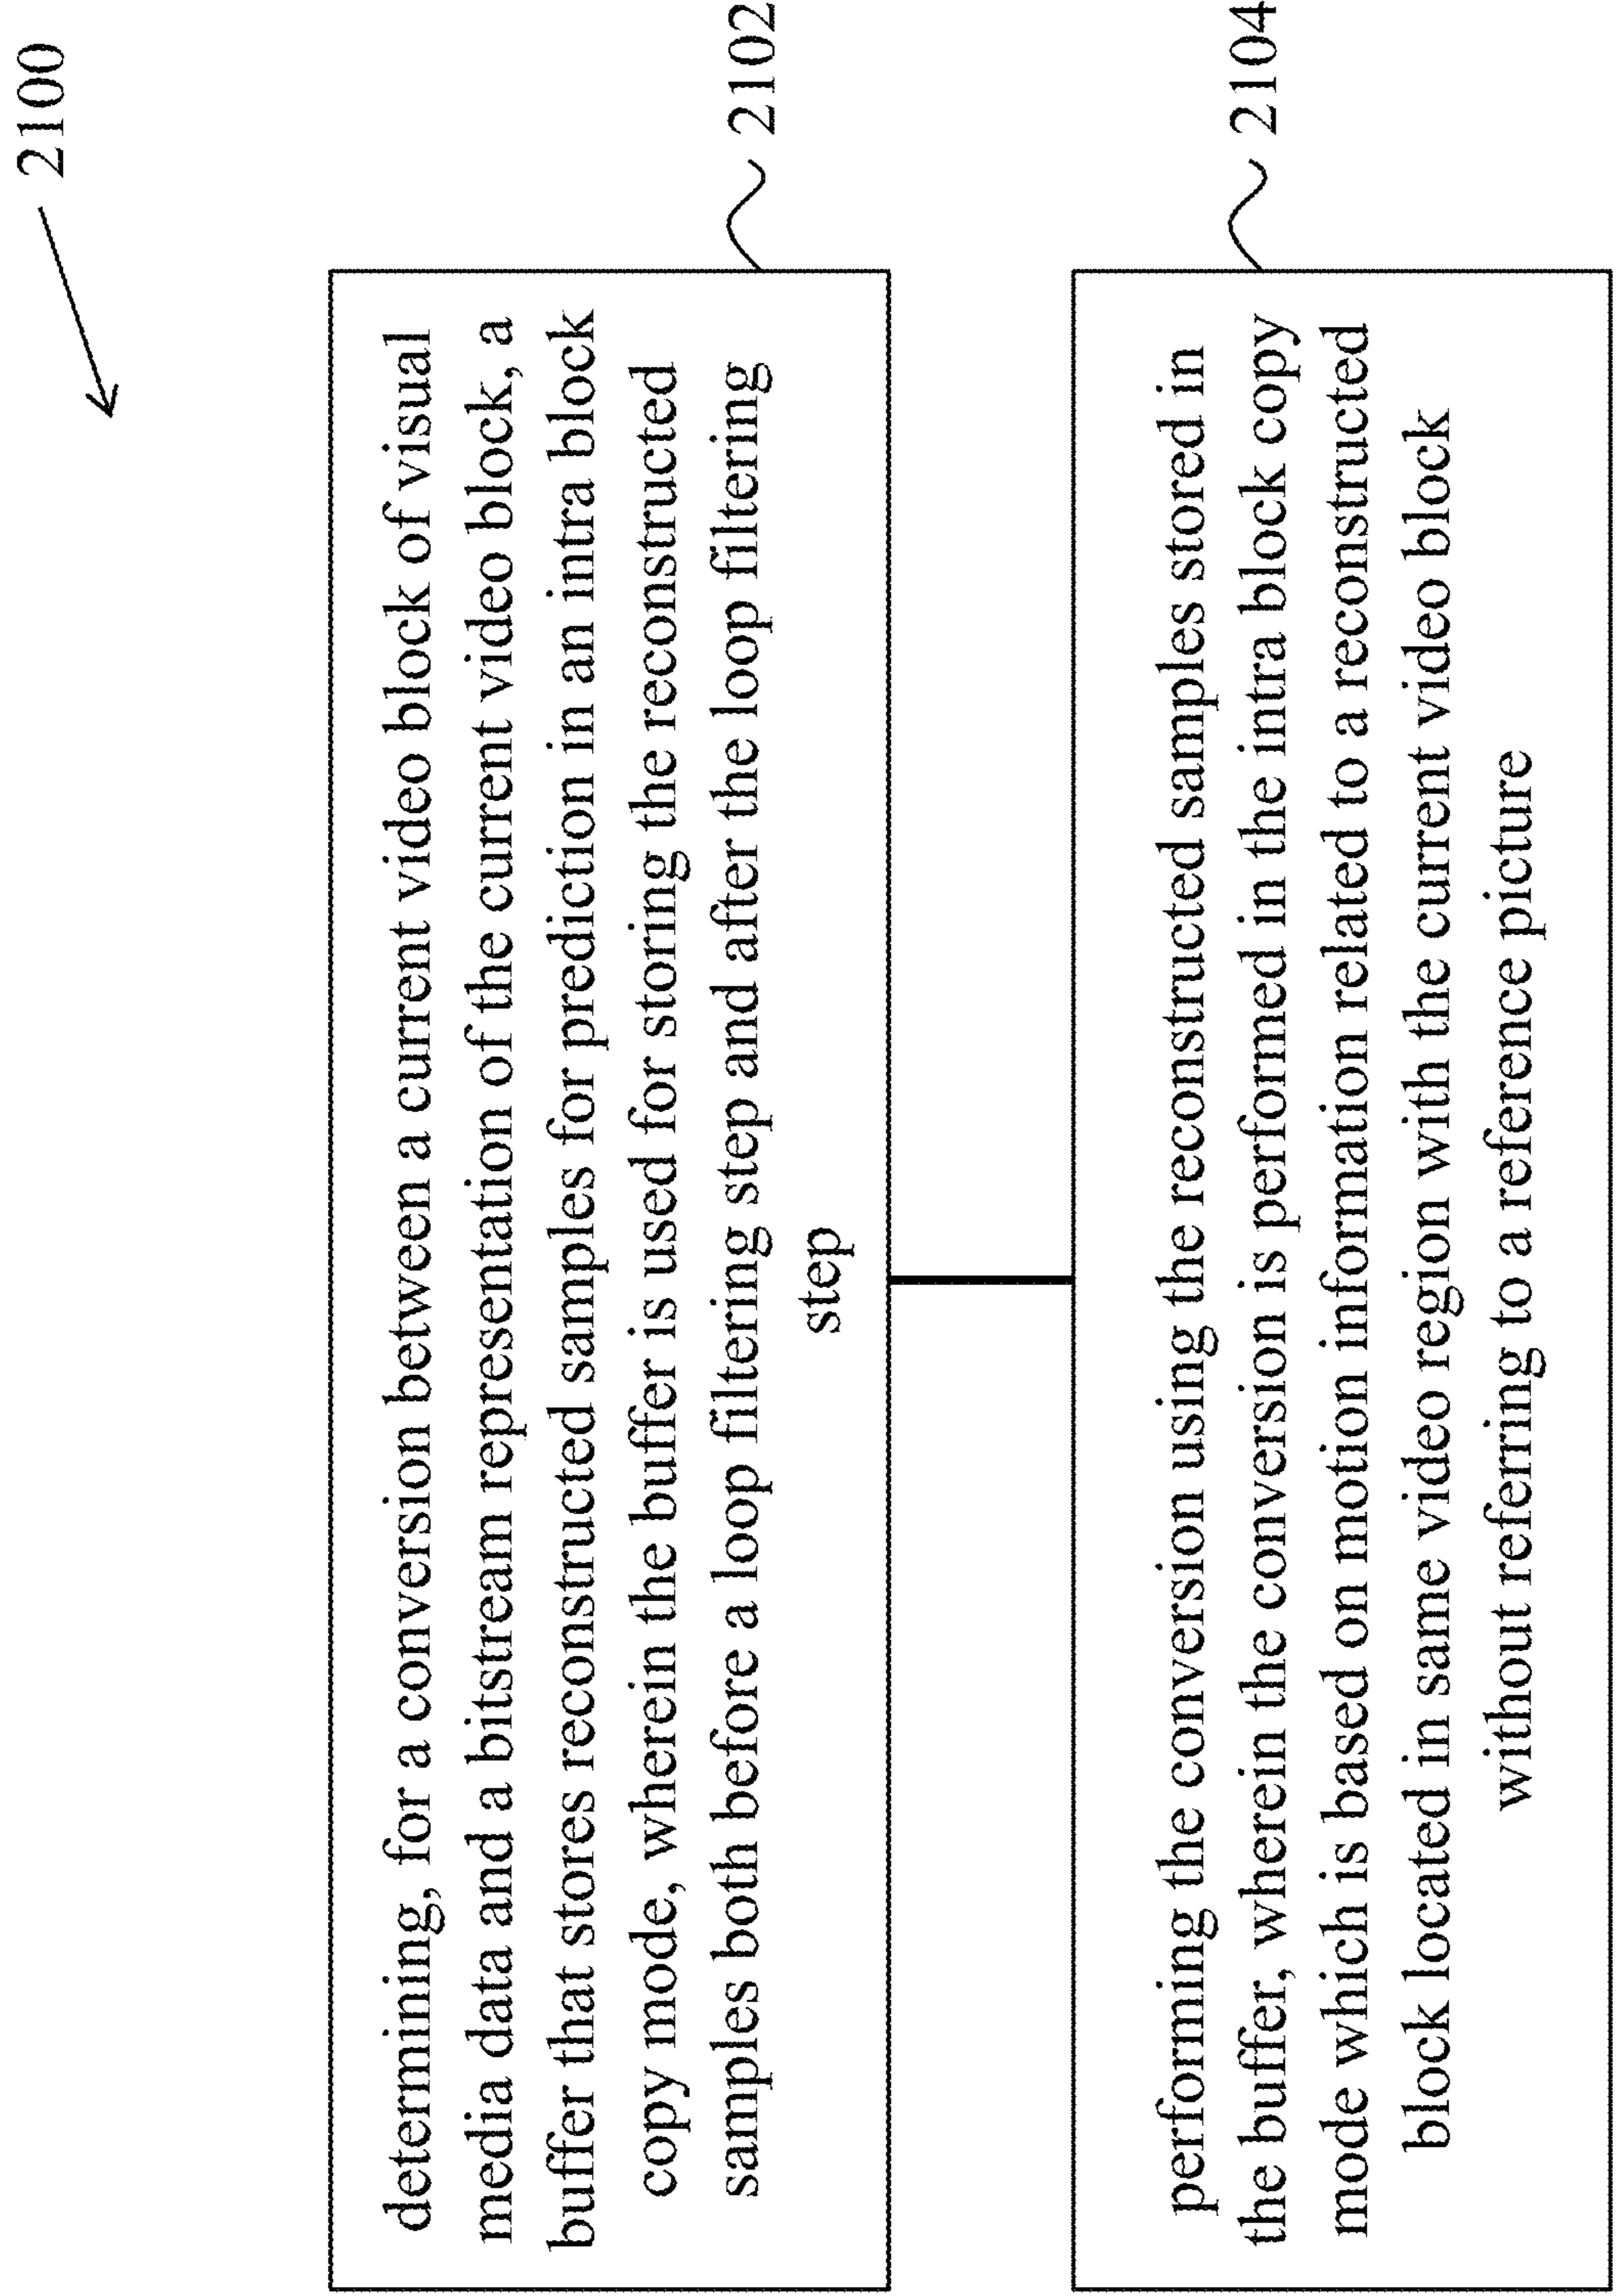 2100
determining, for a conversion between a current video block of visual
media data and a bitstream representation of the current video block, a
buffer that stores reconstructed samples for prediction in an intra block
copy mode, wherein the buffer is used for storing the reconstructed
samples both before a loop filtering step and after the loop filtering
step
2102
performing the conversion using the reconstructed samples stored in
the buffer, wherein the conversion is performed in the intra block copy
mode which is based on motion information related to a reconstructed
block located in same video region with the current video block
without referring to a reference picture
2104